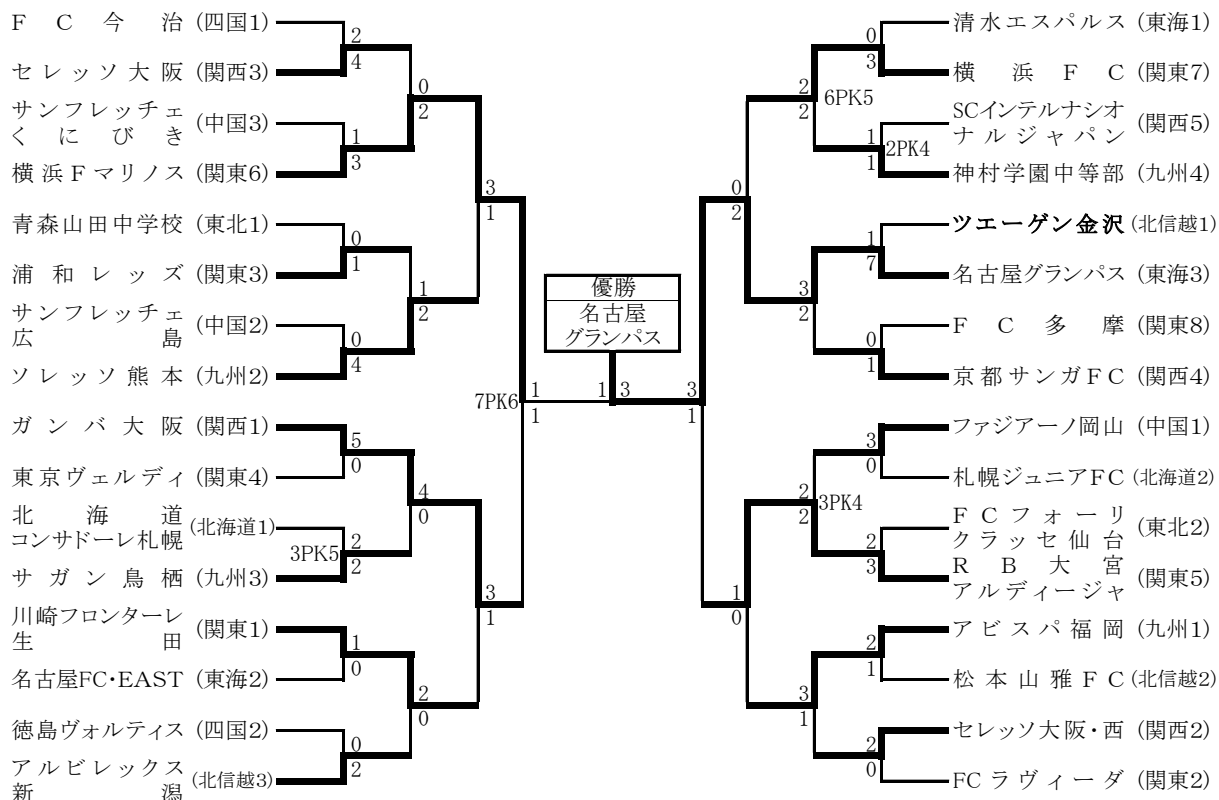 FC今治 (四国1)
2
4
セレッソ大阪 (関西3)
0
2
サンフレッチェ
くにびき (中国3)
1
3
横浜Fマリノス (関東6)
3
1
青森山田中学校 (東北1)
0
1
浦和レッズ (関東3)
1
2
サンフレッチェ
広島 (中国2)
0
4
ソレッソ熊本 (九州2)
7PK6
1
1
ガンバ大阪 (関西1)
5
0
東京ヴェルディ (関東4)
4
0
北海道
コンサドーレ札幌 (北海道1)
3PK5
2
2
サガン鳥栖 (九州3)
3
1
川崎フロンターレ
生田 (関東1)
1
0
名古屋FC・EAST (東海2)
2
0
徳島ヴォルティス (四国2)
0
2
アルビレックス
新潟 (北信越3)
優勝
名古屋
グランパス
1 3
清水エスパルス (東海1)
0
3
横浜FC (関東7)
2
2
6PK5
SCインテルナシオ
ナルジャパン (関西5)
1
1
2PK4
神村学園中等部 (九州4)
0
2
ツエーゲン金沢 (北信越1)
1
7
名古屋グランパス (東海3)
3
2
FC多摩 (関東8)
0
1
京都サンガFC (関西4)
3
1
ファジアーノ岡山 (中国1)
3
0
札幌ジュニアFC (北海道2)
2
2
3PK4
FCフォーリ
クラッセ仙台 (東北2)
2
3
RB大宮
アルディージャ (関東5)
1
0
アビスパ福岡 (九州1)
2
1
松本山雅FC (北信越2)
3
1
セレッソ大阪・西 (関西2)
2
0
FCラヴィーダ (関東2)